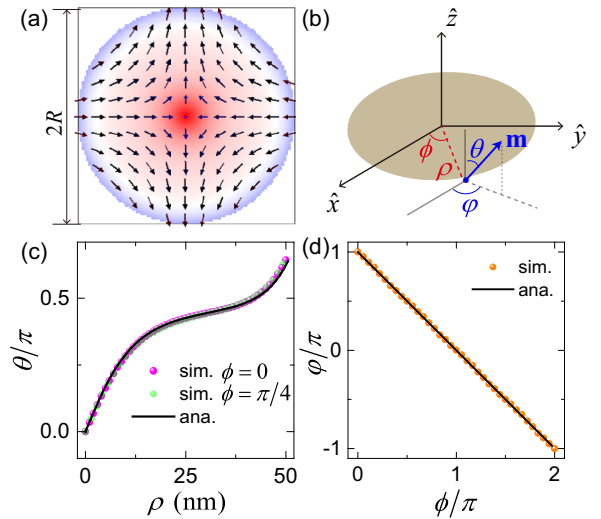 (a)
2R
(b)
ẑ
ŷ
x̂
ϕ
ρ
θ
m
φ
(c)
θ/π
0.5
0.0
sim. ϕ = 0
sim. ϕ = π/4
ana.
0 25 50
ρ (nm)
(d)
φ/π
1
0
-1
sim.
ana.
0 1 2
ϕ/π